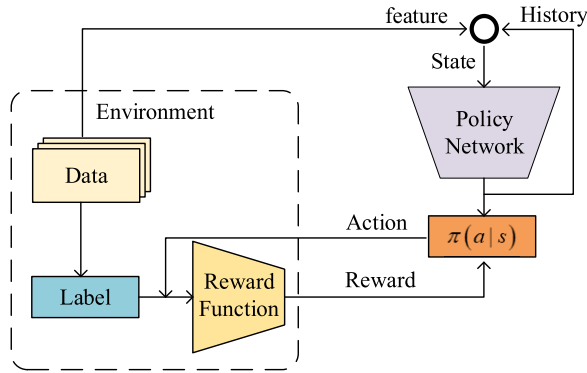 feature
History
State
Environment
Policy
Network
Data
Action
π(a|s)
Label
Reward
Function
Reward